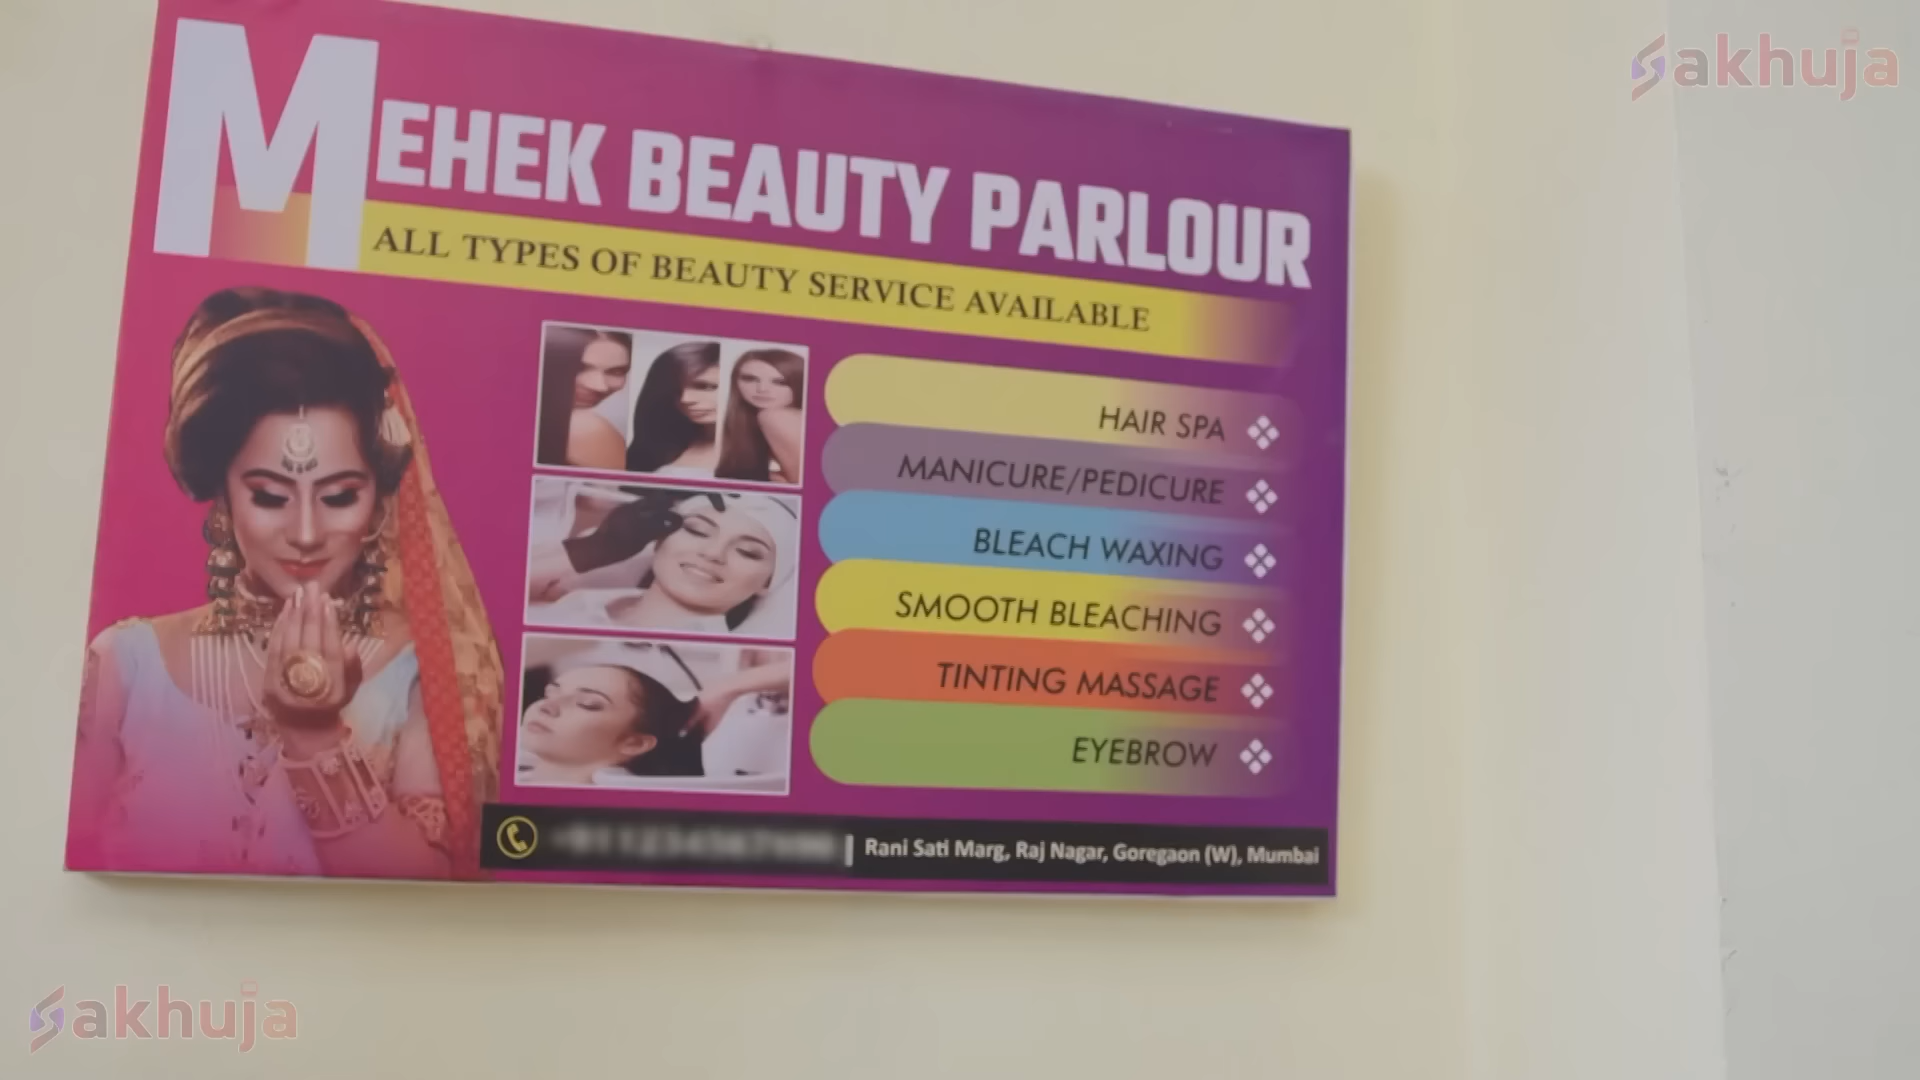 Sakhuja
MEHEK BEAUTY PARLOUR
ALL TYPES OF BEAUTY SERVICE AVAILABLE
HAIR SPA
MANICURE/PEDICURE
BLEACH WAXING
SMOOTH BLEACHING
TINTING MASSAGE
EYEBROW
| Rani Sati Marg, Raj Nagar, Goregaon (W), Mumbai
Sakhuja